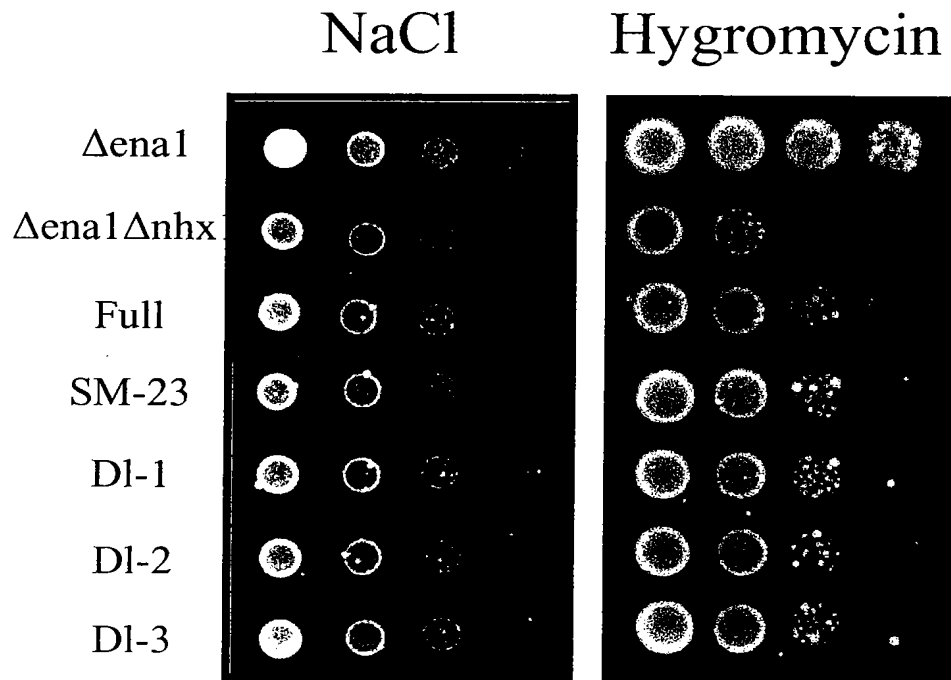 NaCl Hygromycin
Δena1
Δena1Δnhx1
Full
SM-23
Dl-1
Dl-2
Dl-3